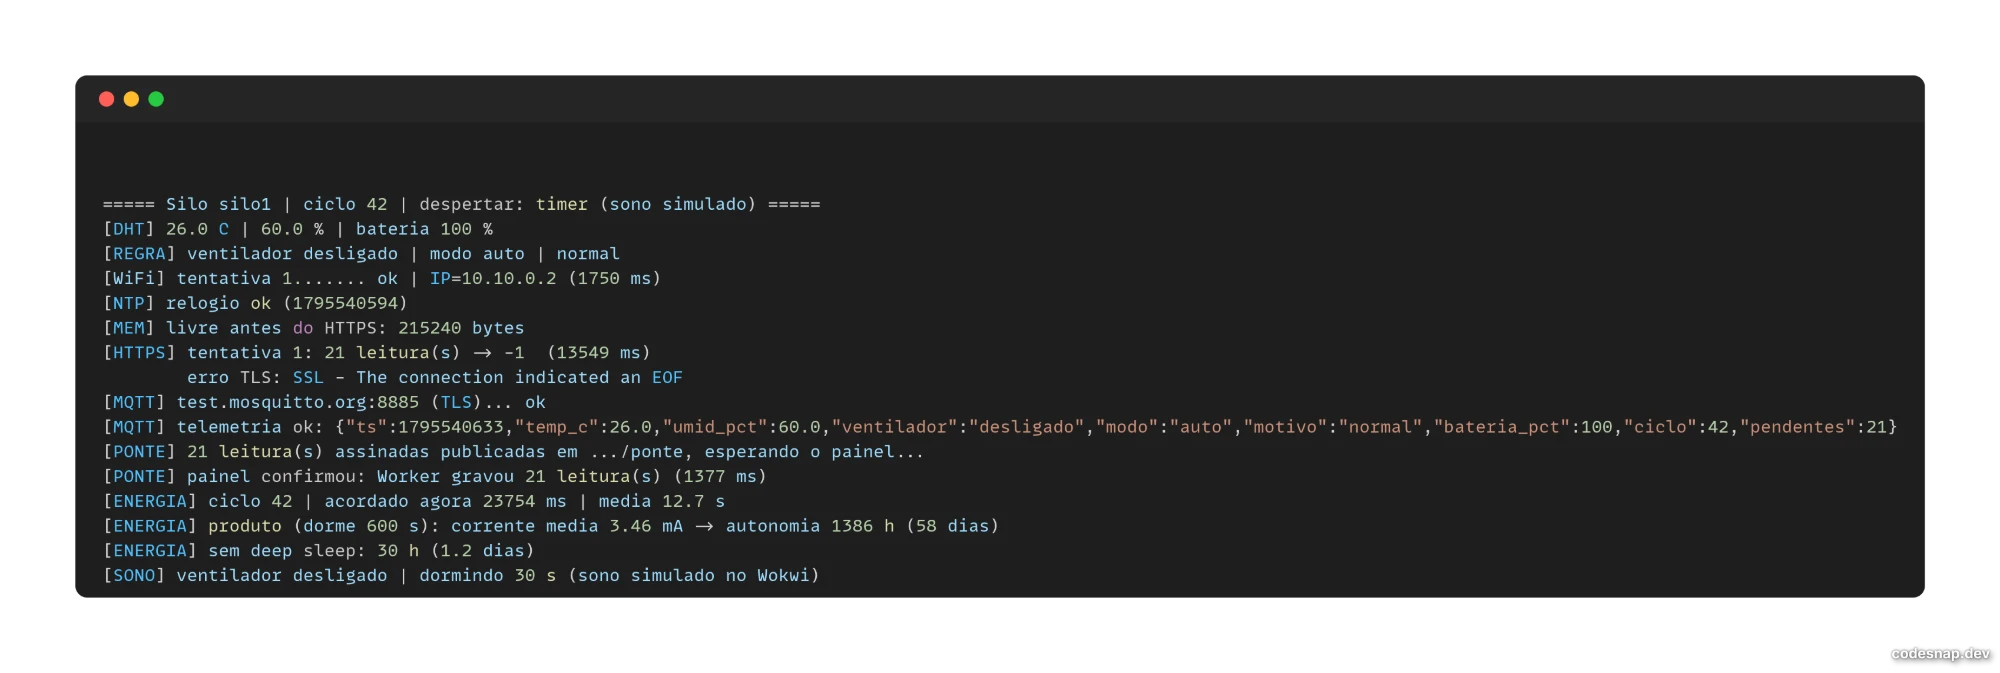 ===== Silo silo1 | ciclo 42 | despertar: timer (sono simulado) =====
[DHT] 26.0 C | 60.0 % | bateria 100 %
[REGRA] ventilador desligado | modo auto | normal
[WiFi] tentativa 1....... ok | IP=10.10.0.2 (1750 ms)
[NTP] relogio ok (1795540594)
[MEM] livre antes do HTTPS: 215240 bytes
[HTTPS] tentativa 1: 21 leitura(s) -> -1  (13549 ms)
        erro TLS: SSL - The connection indicated an EOF
[MQTT] test.mosquitto.org:8885 (TLS)... ok
[MQTT] telemetria ok: {"ts":1795540633,"temp_c":26.0,"umid_pct":60.0,"ventilador":"desligado","modo":"auto","motivo":"normal","bateria_pct":100,"ciclo":42,"pendentes":21}
[PONTE] 21 leitura(s) assinadas publicadas em .../ponte, esperando o painel...
[PONTE] painel confirmou: Worker gravou 21 leitura(s) (1377 ms)
[ENERGIA] ciclo 42 | acordado agora 23754 ms | media 12.7 s
[ENERGIA] produto (dorme 600 s): corrente media 3.46 mA -> autonomia 1386 h (58 dias)
[ENERGIA] sem deep sleep: 30 h (1.2 dias)
[SONO] ventilador desligado | dormindo 30 s (sono simulado no Wokwi)
codesnap.dev